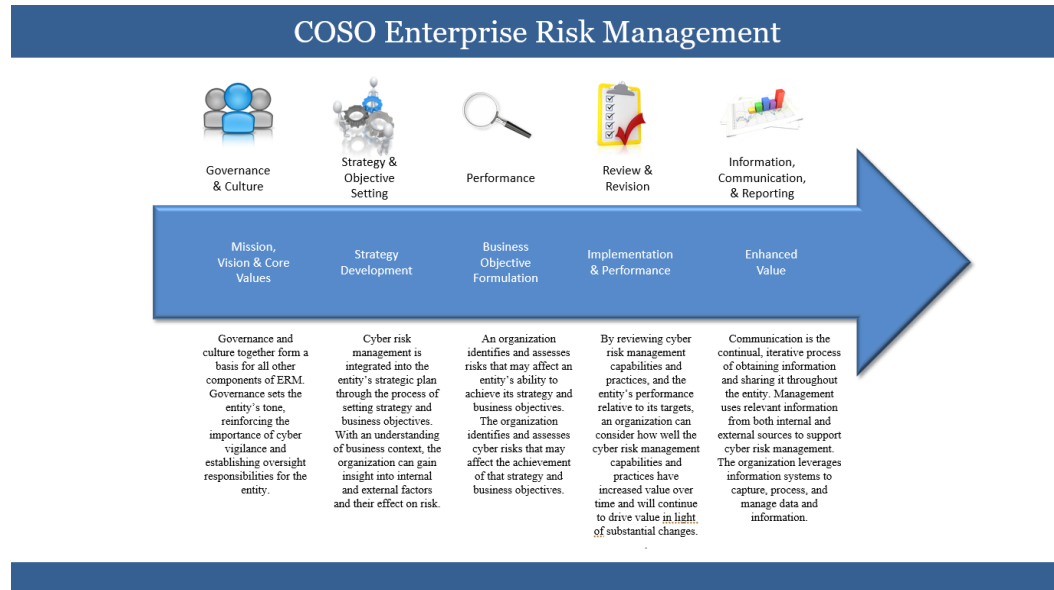 COSO Enterprise Risk Management
Governance
& Culture
Strategy &
Objective
Setting
Performance
Review &
Revision
Information,
Communication,
& Reporting
Mission,
Vision & Core
Values
Strategy
Development
Business
Objective
Formulation
Implementation
& Performance
Enhanced
Value
Governance and
culture together form a
basis for all other
components of ERM.
Governance sets the
entity's tone,
reinforcing the
importance of cyber
vigilance and
establishing oversight
responsibilities for the
entity.
Cyber risk
management is
integrated into the
entity's strategic plan
through the process of
setting strategy and
business objectives.
With an understanding
of business context, the
organization can gain
insight into internal
and external factors
and their effect on risk.
An organization
identifies and assesses
risks that may affect an
entity's ability to
achieve its strategy and
business objectives.
The organization
identifies and assesses
cyber risks that may
affect the achievement
of that strategy and
business objectives.
By reviewing cyber
risk management
capabilities and
practices, and the
entity's performance
relative to its targets,
an organization can
consider how well the
cyber risk management
capabilities and
practices have
increased value over
time and will continue
to drive value in light
of substantial changes.
.
Communication is the
continual, iterative process
of obtaining information
and sharing it throughout
the entity. Management
uses relevant information
from both internal and
external sources to support
cyber risk management.
The organization leverages
information systems to
capture, process, and
manage data and
information.